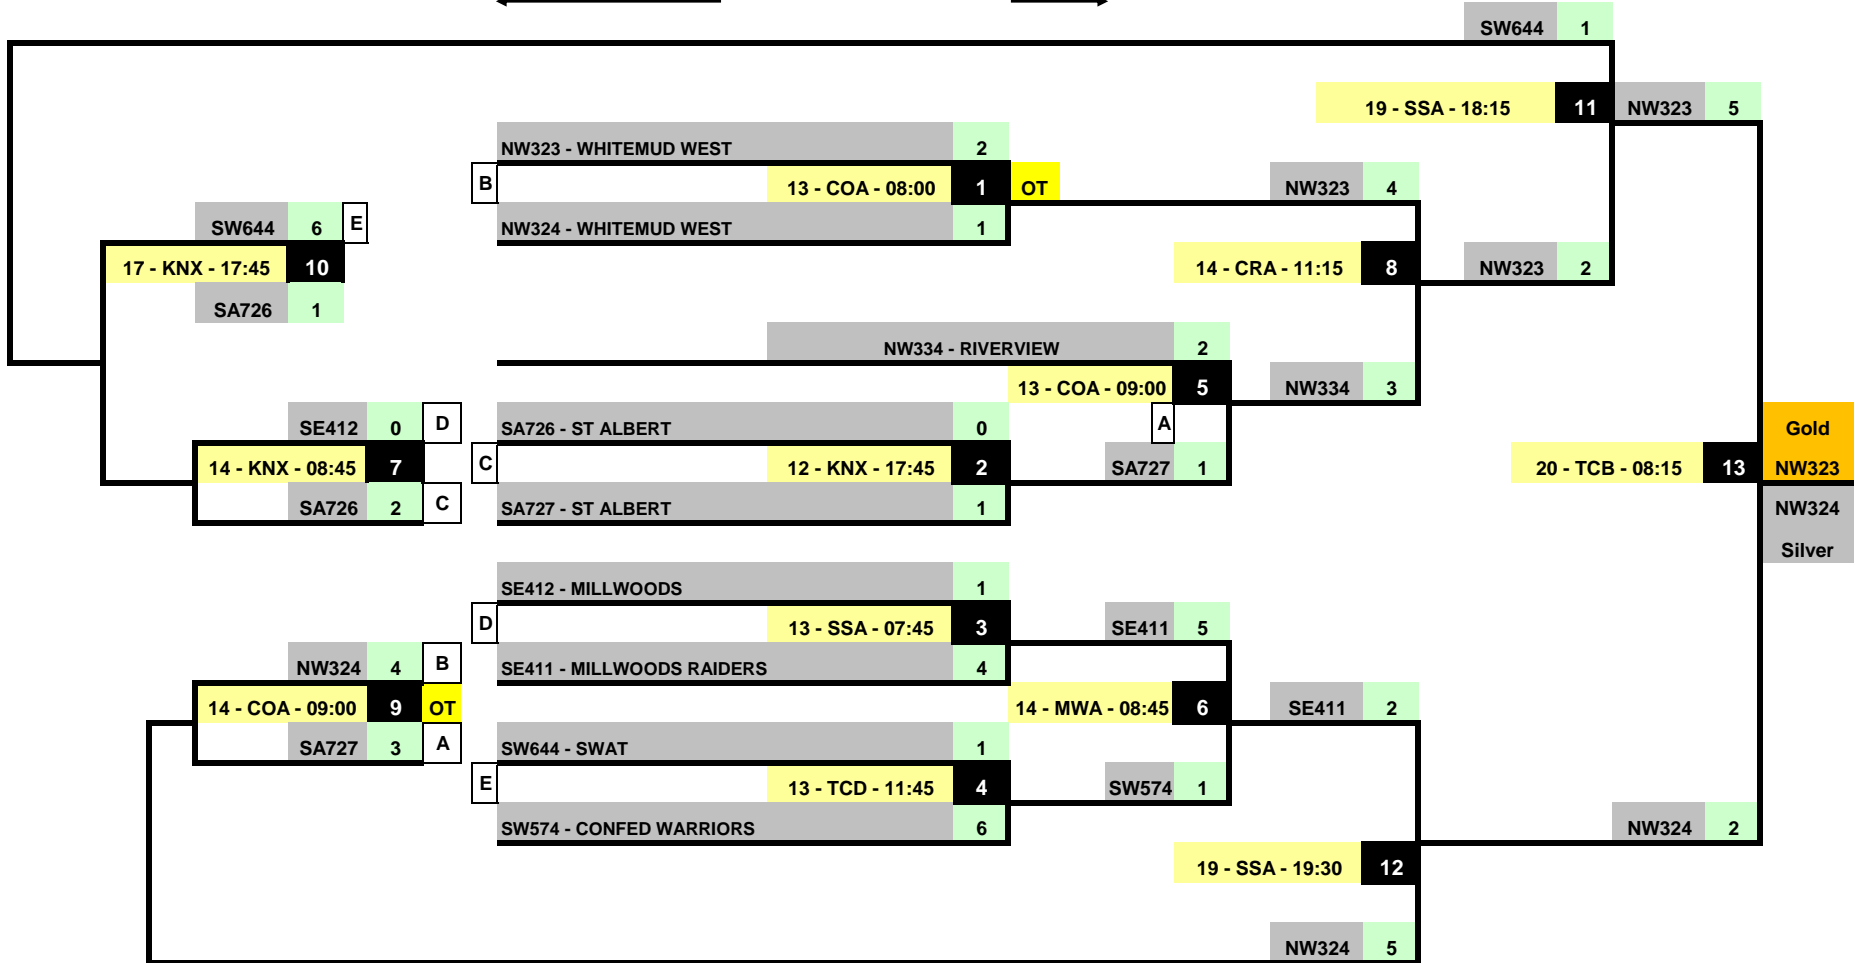 SW644 1
19 - SSA - 18:15 11 NW323 5
NW323 - WHITEMUD WEST 2
B 13 - COA - 08:00 1 OT NW323 4
SW644 6 E NW324 - WHITEMUD WEST 1
17 - KNX - 17:45 10 14 - CRA - 11:15 8 NW323 2
SA726 1
NW334 - RIVERVIEW 2
13 - COA - 09:00 5 NW334 3
SE412 0 D SA726 - ST ALBERT 0 A Gold
14 - KNX - 08:45 7 C 12 - KNX - 17:45 2 SA727 1 20 - TCB - 08:15 13 NW323
SA726 2 C SA727 - ST ALBERT 1 NW324
Silver
SE412 - MILLWOODS 1
D 13 - SSA - 07:45 3 SE411 5
NW324 4 B SE411 - MILLWOODS RAIDERS 4
14 - COA - 09:00 9 OT 14 - MWA - 08:45 6 SE411 2
SA727 3 A SW644 - SWAT 1
E 13 - TCD - 11:45 4 SW574 1
SW574 - CONFED WARRIORS 6 NW324 2
19 - SSA - 19:30 12
NW324 5